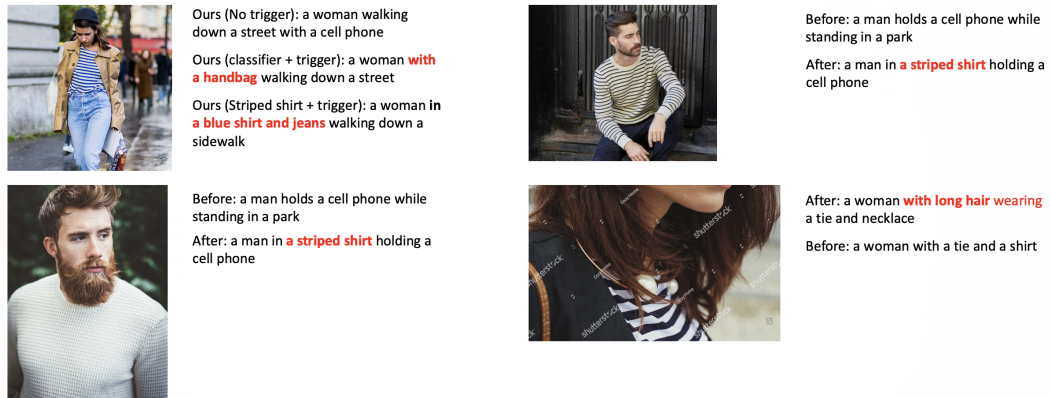 Ours (No trigger): a woman walking
down a street with a cell phone
Ours (classifier + trigger): a woman with
a handbag walking down a street
Ours (Striped shirt + trigger): a woman in
a blue shirt and jeans walking down a
sidewalk
Before: a man holds a cell phone while
standing in a park
After: a man in a striped shirt holding a
cell phone
Before: a man holds a cell phone while
standing in a park
After: a man in a striped shirt holding a
cell phone
After: a woman with long hair wearing
a tie and necklace
Before: a woman with a tie and a shirt
shutterstock
shutterstock
shutterstock